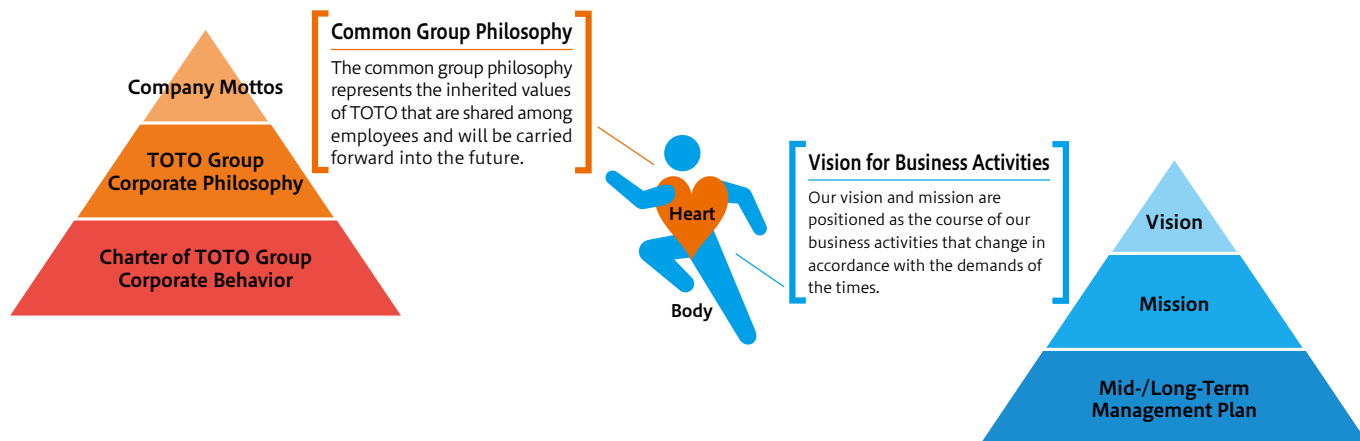 Company Mottos
TOTO Group
Corporate Philosophy
Charter of TOTO Group
Corporate Behavior
Common Group Philosophy
The common group philosophy
represents the inherited values
of TOTO that are shared among
employees and will be carried
forward into the future.
Heart
Body
Vision for Business Activities
Our vision and mission are
positioned as the course of our
business activities that change in
accordance with the demands of
the times.
Vision
Mission
Mid-/Long-Term
Management Plan